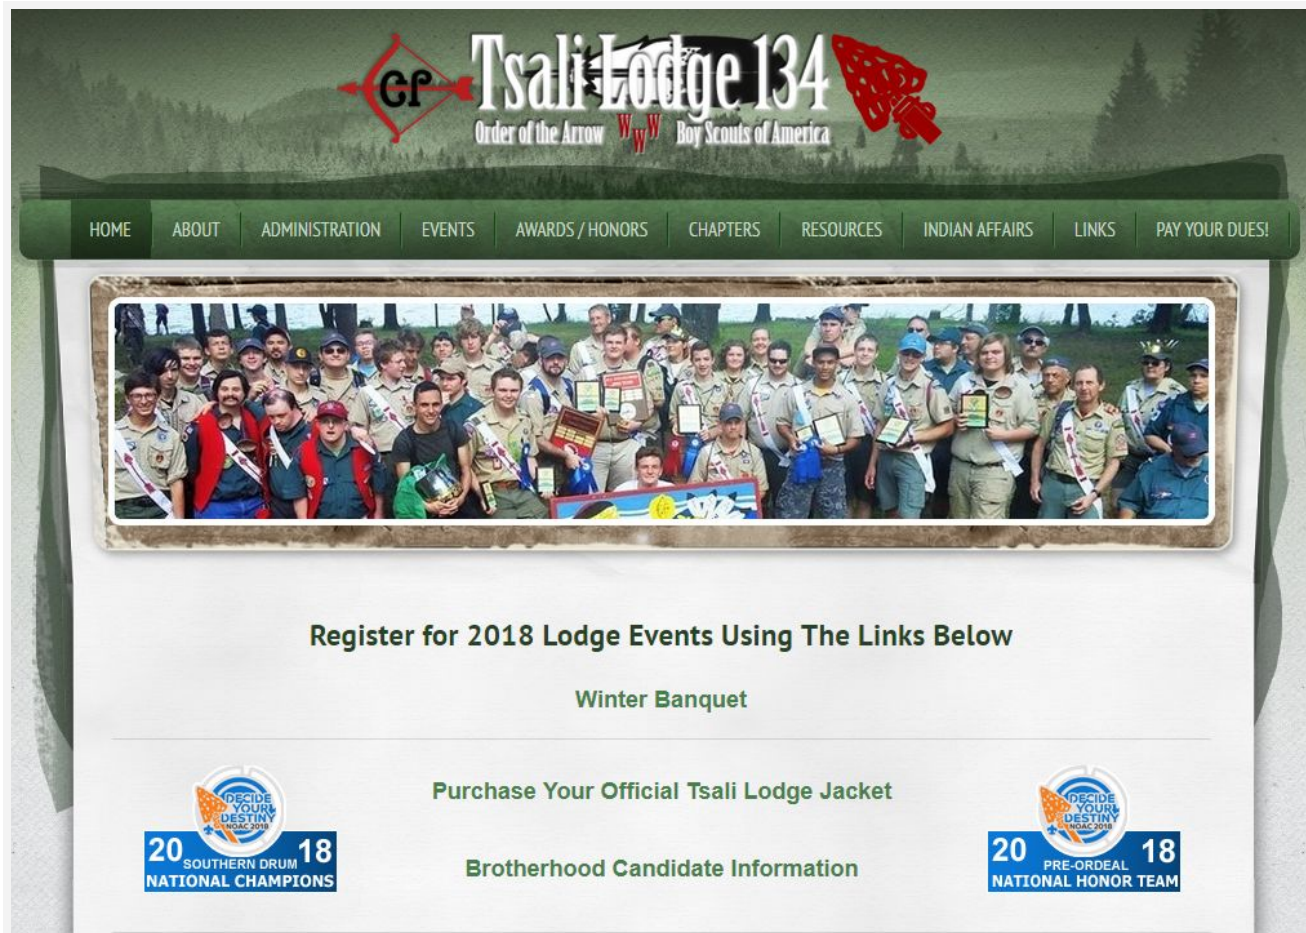 Tsali Lodge 134
Order of the Arrow WWW Boy Scouts of America
HOME ABOUT ADMINISTRATION EVENTS AWARDS / HONORS CHAPTERS RESOURCES INDIAN AFFAIRS LINKS PAY YOUR DUES!
Register for 2018 Lodge Events Using The Links Below
Winter Banquet
DECIDE
YOUR
DESTINY
NOAC 2018
20 SOUTHERN DRUM 18
NATIONAL CHAMPIONS
Purchase Your Official Tsali Lodge Jacket
Brotherhood Candidate Information
DECIDE
YOUR
DESTINY
NOAC 2018
20 PRE-ORDEAL 18
NATIONAL HONOR TEAM